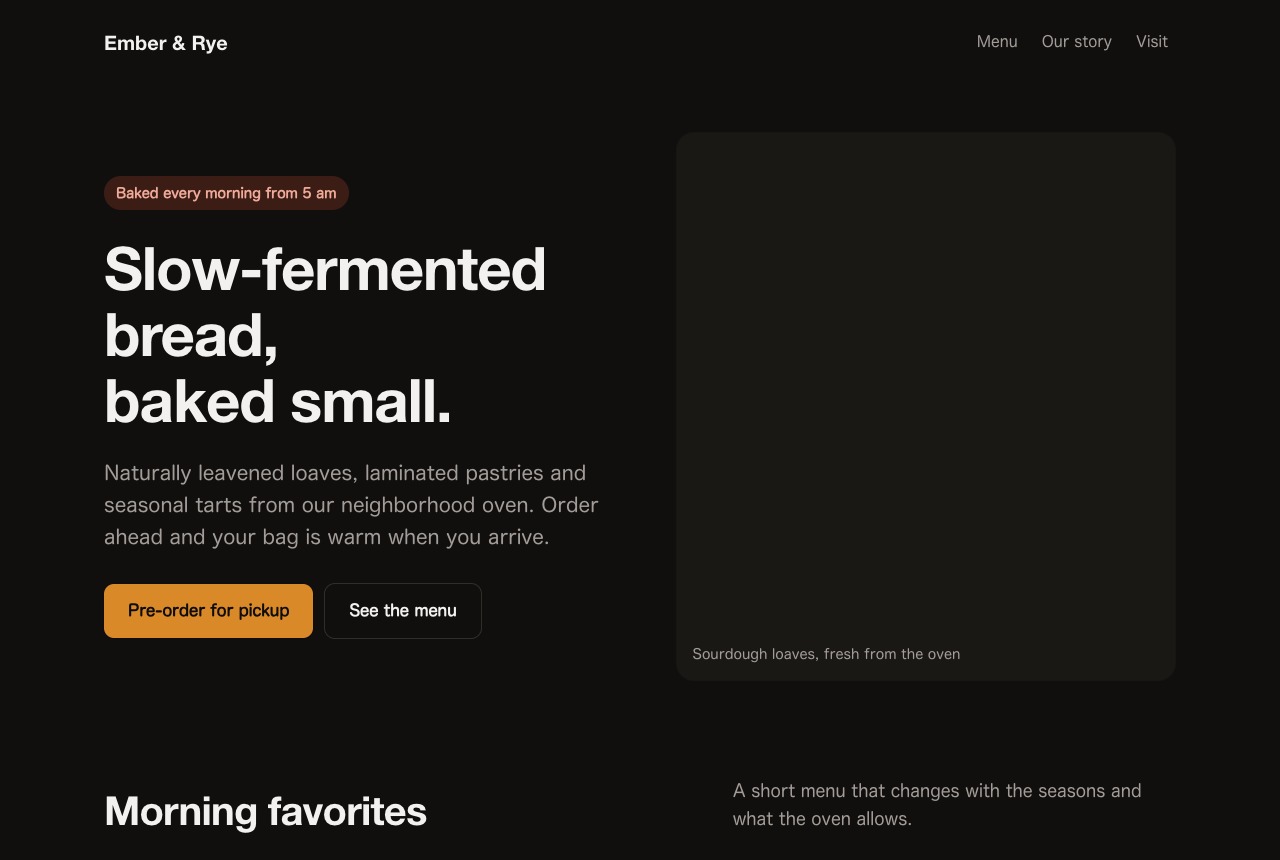 Ember & Rye
Menu Our story Visit
Baked every morning from 5 am
Slow-fermented
bread,
baked small.
Naturally leavened loaves, laminated pastries and
seasonal tarts from our neighborhood oven. Order
ahead and your bag is warm when you arrive.
Pre-order for pickup See the menu
Sourdough loaves, fresh from the oven
Morning favorites
A short menu that changes with the seasons and
what the oven allows.